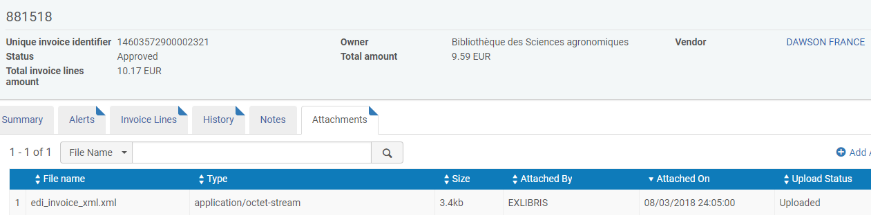 881518
Unique invoice identifier 14603572900002321 Owner Bibliothèque des Sciences agronomiques Vendor DAWSON FRANCE
Status Approved Total amount 9.59 EUR
Total invoice lines amount 10.17 EUR
Summary Alerts Invoice Lines History Notes Attachments
1 - 1 of 1 File Name Add
File name Type Size Attached By Attached On Upload Status
1 edi_invoice_xml.xml application/octet-stream 3.4kb EXLIBRIS 08/03/2018 24:05:00 Uploaded